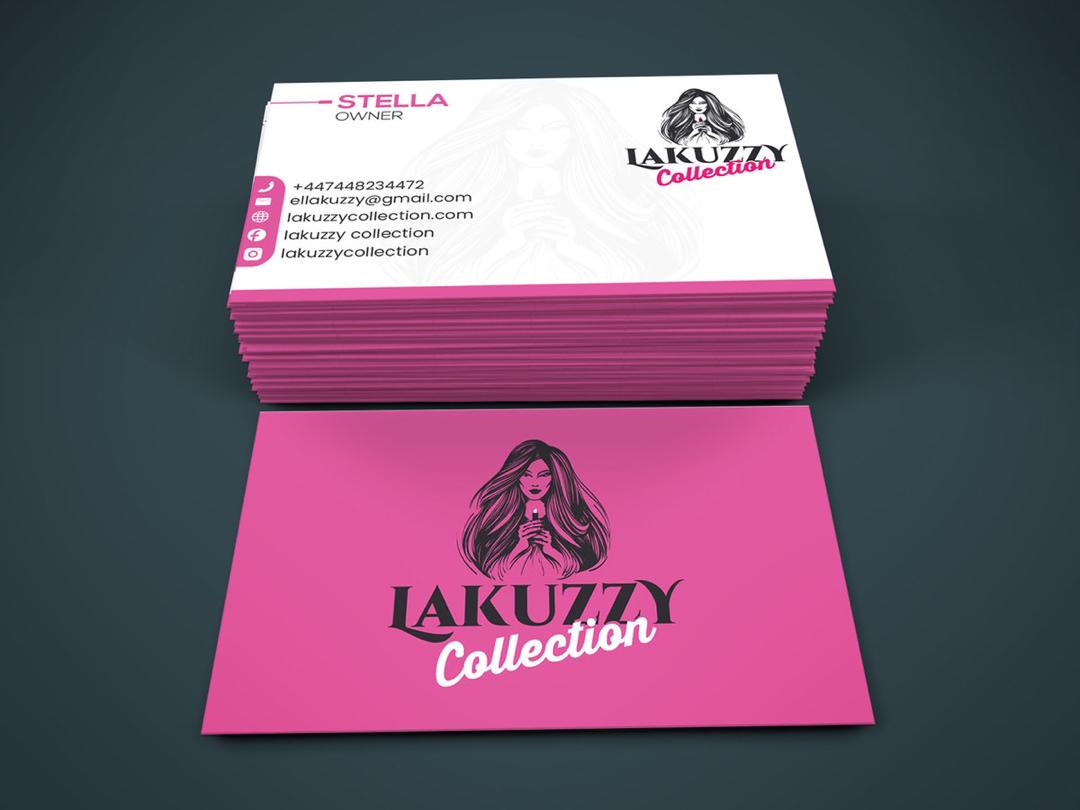 STELLA
OWNER
LAKUZZY
Collection
+447448234472
ellakuzzy@gmail.com
lakuzzycollection.com
lakuzzy collection
lakuzzycollection
LAKUZZY
Collection